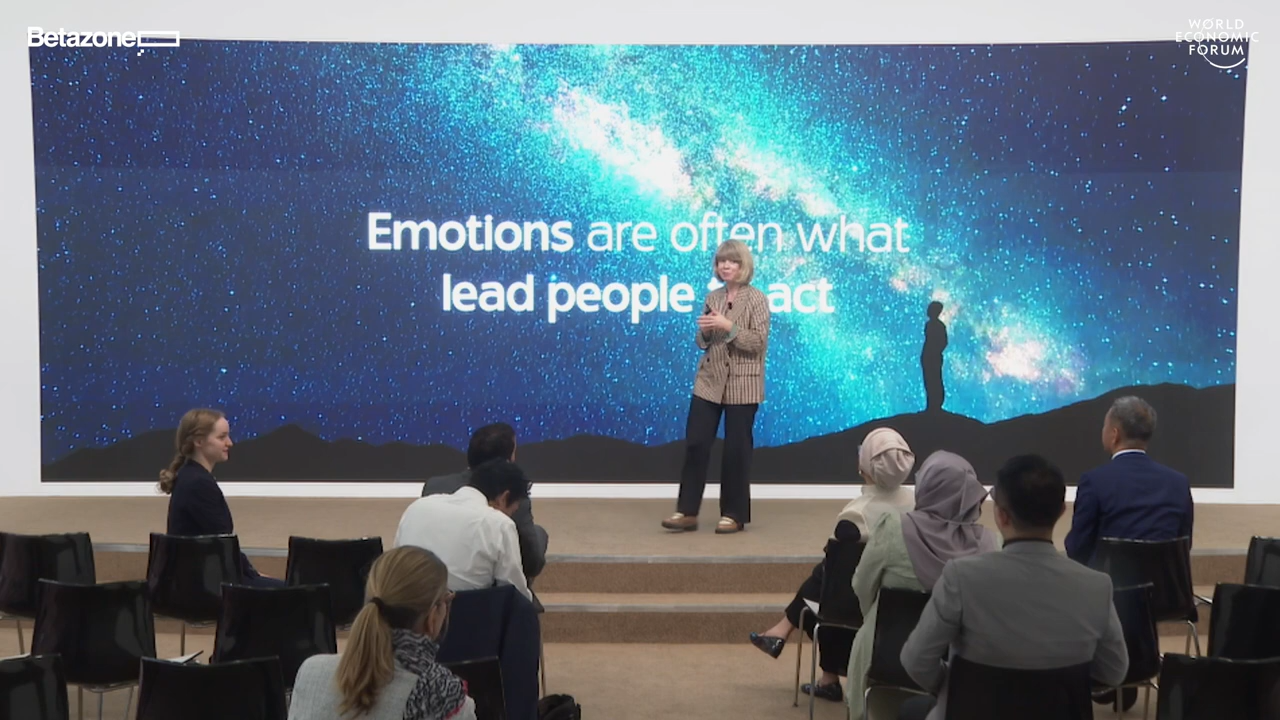 Betazone
WORLD
ECONOMIC
FORUM
Emotions are often what
lead people act